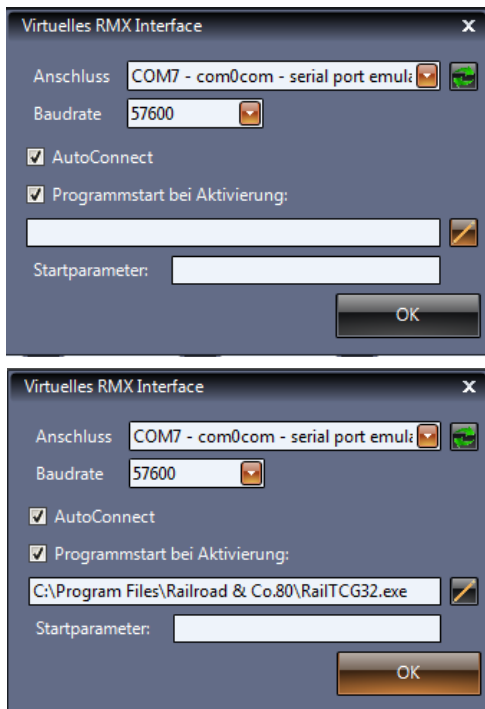 Virtuelles RMX Interface x
Anschluss COM7 - com0com - serial port emula
Baudrate 57600
AutoConnect
Programmstart bei Aktivierung:
Startparameter:
OK
Virtuelles RMX Interface x
Anschluss COM7 - com0com - serial port emula
Baudrate 57600
AutoConnect
Programmstart bei Aktivierung:
C:\Program Files\Railroad & Co.80\RailTCG32.exe
Startparameter:
OK